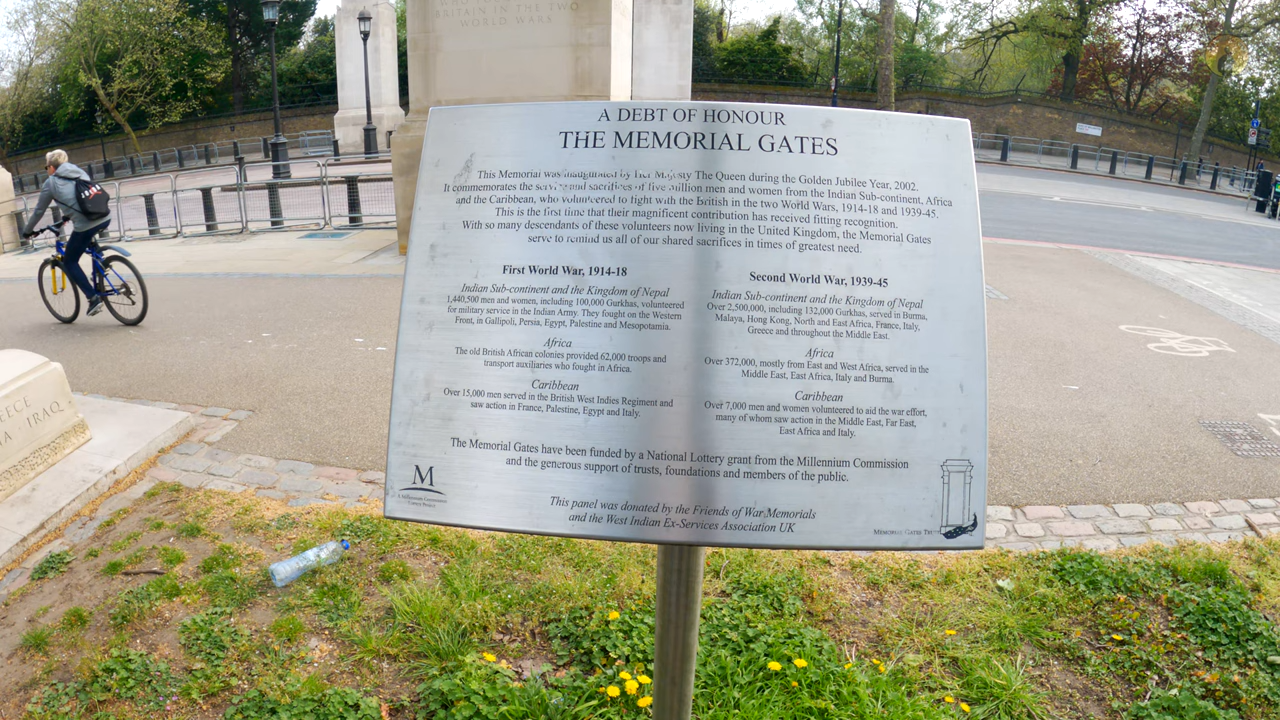 BRITAIN IN THE TWO
WORLD WARS
A DEBT OF HONOUR
THE MEMORIAL GATES
This Memorial was inaugurated by Her Majesty The Queen during the Golden Jubilee Year, 2002.
It commemorates the service and sacrifices of five million men and women from the Indian Sub-continent, Africa
and the Caribbean, who volunteered to fight with the British in the two World Wars, 1914-18 and 1939-45.
This is the first time that their magnificent contribution has received fitting recognition.
With so many descendants of these volunteers now living in the United Kingdom, the Memorial Gates
serve to remind us all of our shared sacrifices in times of greatest need.
First World War, 1914-18
Indian Sub-continent and the Kingdom of Nepal
1,440,500 men and women, including 100,000 Gurkhas, volunteered
for military service in the Indian Army. They fought on the Western
Front, in Gallipoli, Persia, Egypt, Palestine and Mesopotamia.
Africa
The old British African colonies provided 62,000 troops and
transport auxiliaries who fought in Africa.
Caribbean
Over 15,000 men served in the British West Indies Regiment and
saw action in France, Palestine, Egypt and Italy.
Second World War, 1939-45
Indian Sub-continent and the Kingdom of Nepal
Over 2,500,000, including 132,000 Gurkhas, served in Burma,
Malaya, Hong Kong, North and East Africa, France, Italy,
Greece and throughout the Middle East.
Africa
Over 372,000, mostly from East and West Africa, served in the
Middle East, East Africa, Italy and Burma.
Caribbean
Over 7,000 men and women volunteered to aid the war effort,
many of whom saw action in the Middle East, Far East,
East Africa and Italy.
The Memorial Gates have been funded by a National Lottery grant from the Millennium Commission
and the generous support of trusts, foundations and members of the public.
This panel was donated by the Friends of War Memorials
and the West Indian Ex-Services Association UK
M
A Millennium Commission
Lottery Project
MEMORIAL GATES
IRAQ